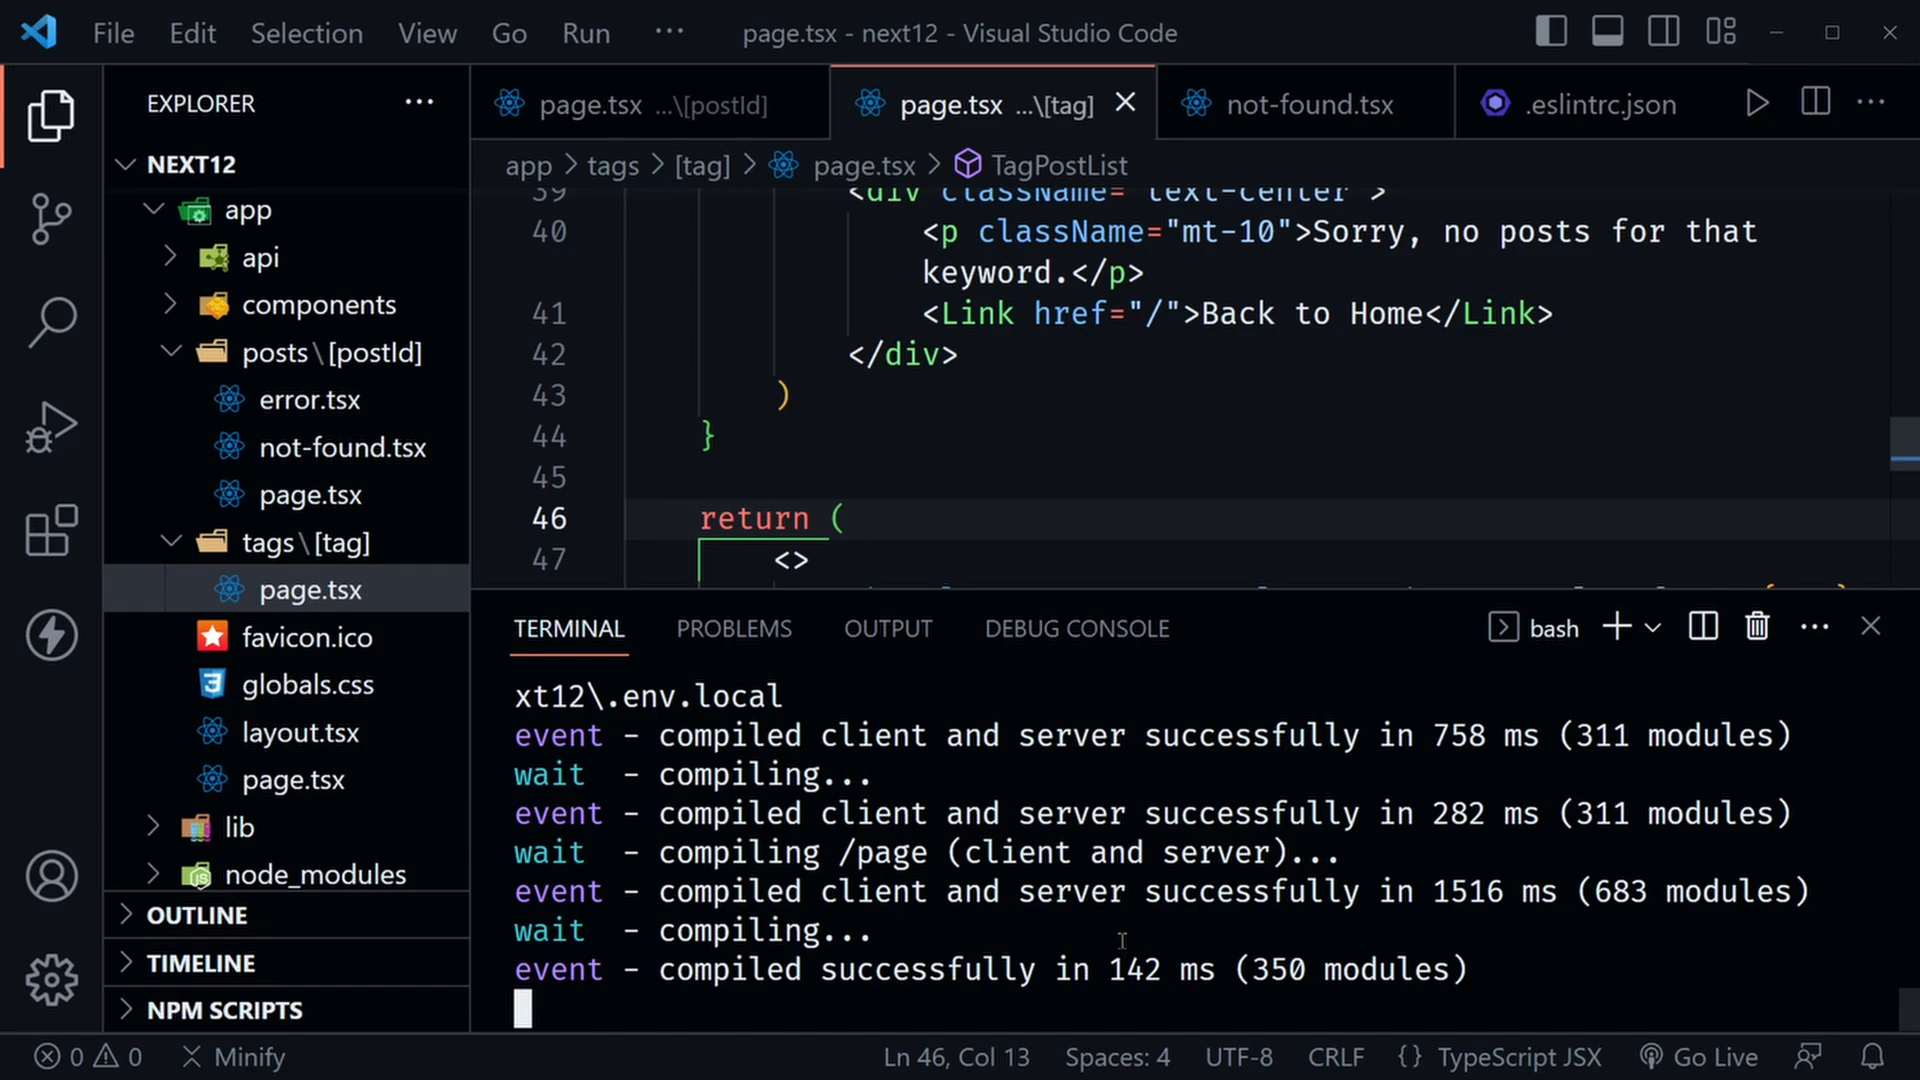 File Edit Selection View Go Run ··· page.tsx - next12 - Visual Studio Code
EXPLORER ···
NEXT12
app
api
components
posts\[postId]
error.tsx
not-found.tsx
page.tsx
tags\[tag]
page.tsx
favicon.ico
globals.css
layout.tsx
page.tsx
lib
node_modules
OUTLINE
TIMELINE
NPM SCRIPTS
page.tsx ...\[postId] page.tsx ...\[tag] not-found.tsx .eslintrc.json ···
app > tags > [tag] > page.tsx > TagPostList
39 <div className="text-center">
40 <p className="mt-10">Sorry, no posts for that
keyword.</p>
41 <Link href="/">Back to Home</Link>
42 </div>
43 )
44 }
45
46 return (
47 <>
TERMINAL PROBLEMS OUTPUT DEBUG CONSOLE bash ···
xt12\.env.local
event - compiled client and server successfully in 758 ms (311 modules)
wait - compiling...
event - compiled client and server successfully in 282 ms (311 modules)
wait - compiling /page (client and server)...
event - compiled client and server successfully in 1516 ms (683 modules)
wait - compiling...
event - compiled successfully in 142 ms (350 modules)
0 0 Minify Ln 46, Col 13 Spaces: 4 UTF-8 CRLF {} TypeScript JSX Go Live